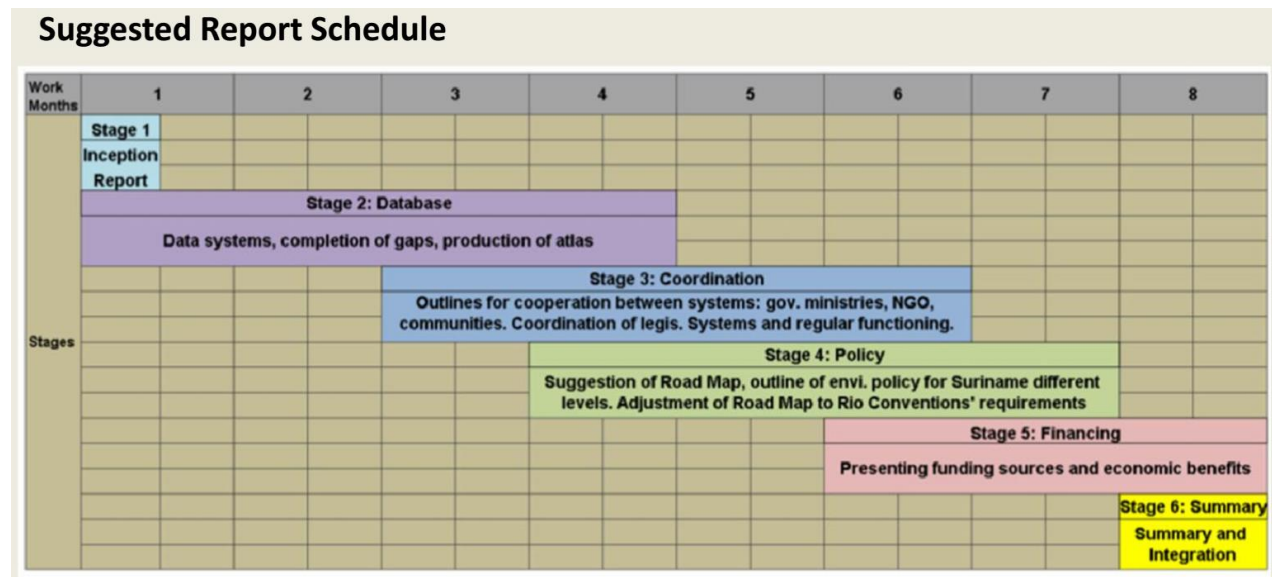 Suggested Report Schedule
Work
Months
1 2 3 4 5 6 7 8
Stages
Stage 1
Inception
Report
Stage 2: Database
Data systems, completion of gaps, production of atlas
Stage 3: Coordination
Outlines for cooperation between systems: gov. ministries, NGO,
communities. Coordination of legis. Systems and regular functioning.
Stage 4: Policy
Suggestion of Road Map, outline of envi. policy for Suriname different
levels. Adjustment of Road Map to Rio Conventions' requirements
Stage 5: Financing
Presenting funding sources and economic benefits
Stage 6: Summary
Summary and
Integration